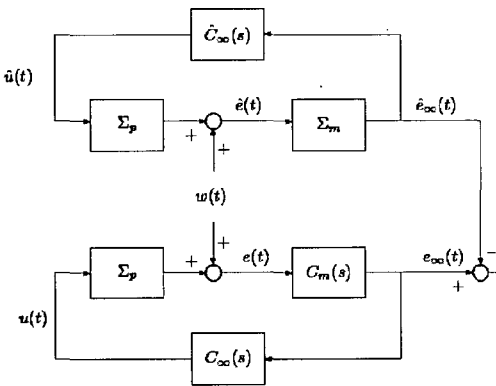 Ĉ∞(s)
û(t)
ê(t)
ê∞(t)
Σp
Σm
+
+
w(t)
+
Σp
+
e(t)
Cm(s)
e∞(t)
−
+
u(t)
C∞(s)